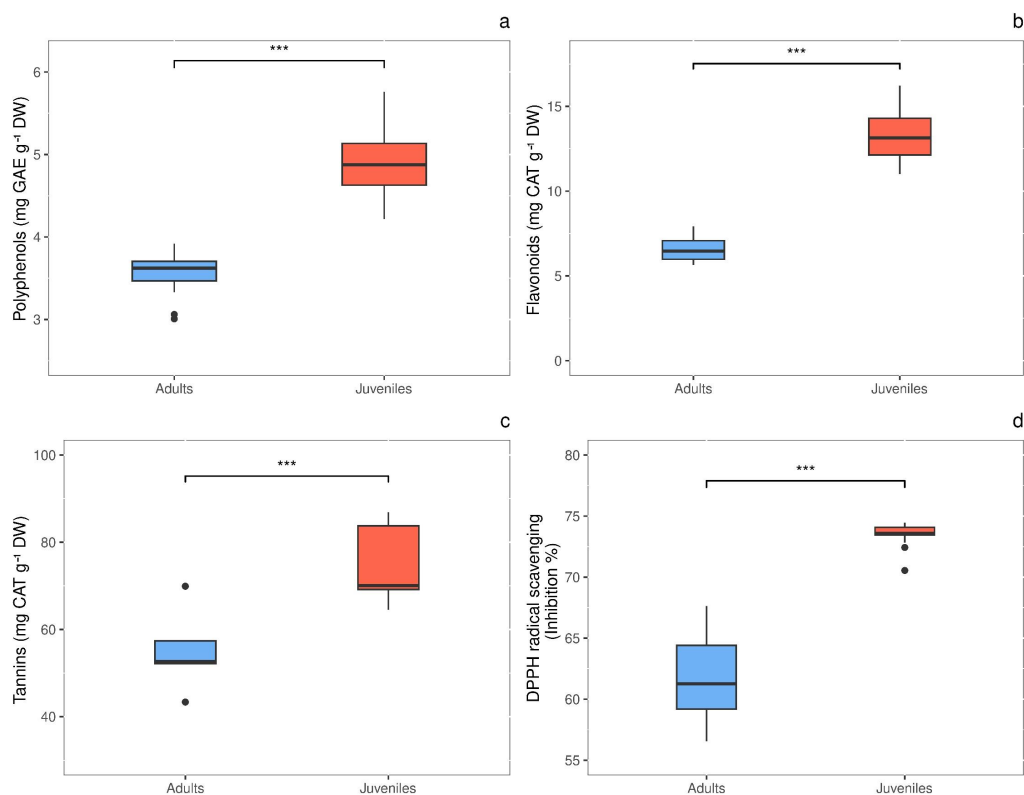 a
***
6
5
4
3
Polyphenols (mg GAE g⁻¹ DW)
Adults
Juveniles
b
***
15
10
5
0
Flavonoids (mg CAT g⁻¹ DW)
Adults
Juveniles
c
***
100
80
60
40
Tannins (mg CAT g⁻¹ DW)
Adults
Juveniles
d
***
80
75
70
65
60
55
DPPH radical scavenging
(Inhibition %)
Adults
Juveniles